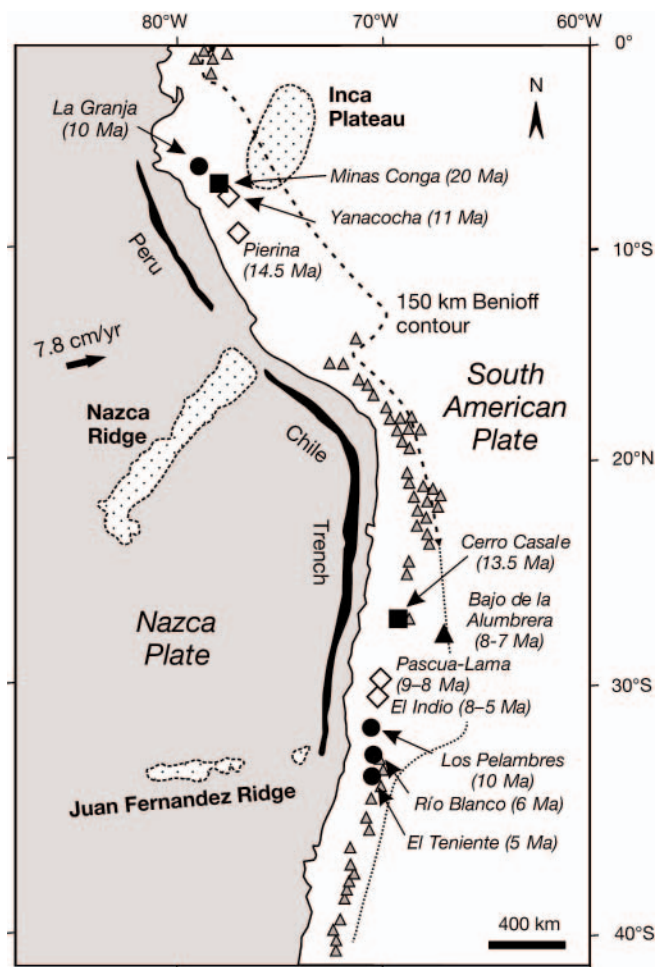 80°W
70°W
60°W
0°
N
Inca
Plateau
La Granja
(10 Ma)
Minas Conga (20 Ma)
Yanacocha (11 Ma)
Pierina
(14.5 Ma)
10°S
Peru
150 km Benioff
contour
7.8 cm/yr
South
American
Plate
Nazca
Ridge
Chile
20°S
Trench
Cerro Casale
(13.5 Ma)
Bajo de la
Alumbrera
(8-7 Ma)
Nazca
Plate
Pascua-Lama
(9–8 Ma)
30°S
El Indio (8–5 Ma)
Los Pelambres
(10 Ma)
Juan Fernandez Ridge
Río Blanco (6 Ma)
El Teniente (5 Ma)
400 km
40°S